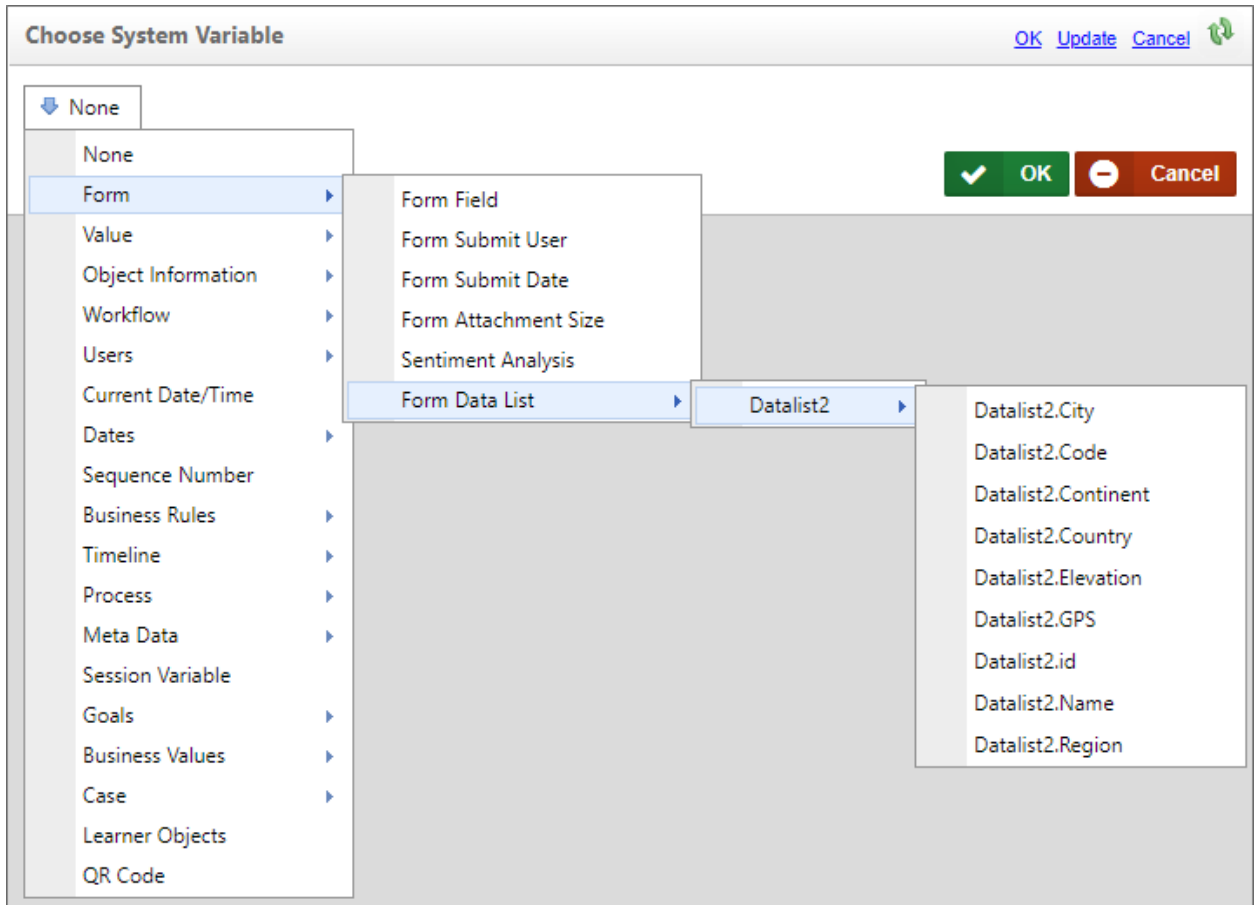 Choose System Variable
OK Update Cancel
None
OK
Cancel
None
Form
Value
Object Information
Workflow
Users
Current Date/Time
Dates
Sequence Number
Business Rules
Timeline
Process
Meta Data
Session Variable
Goals
Business Values
Case
Learner Objects
QR Code
Form Field
Form Submit User
Form Submit Date
Form Attachment Size
Sentiment Analysis
Form Data List
Datalist2
Datalist2.City
Datalist2.Code
Datalist2.Continent
Datalist2.Country
Datalist2.Elevation
Datalist2.GPS
Datalist2.id
Datalist2.Name
Datalist2.Region